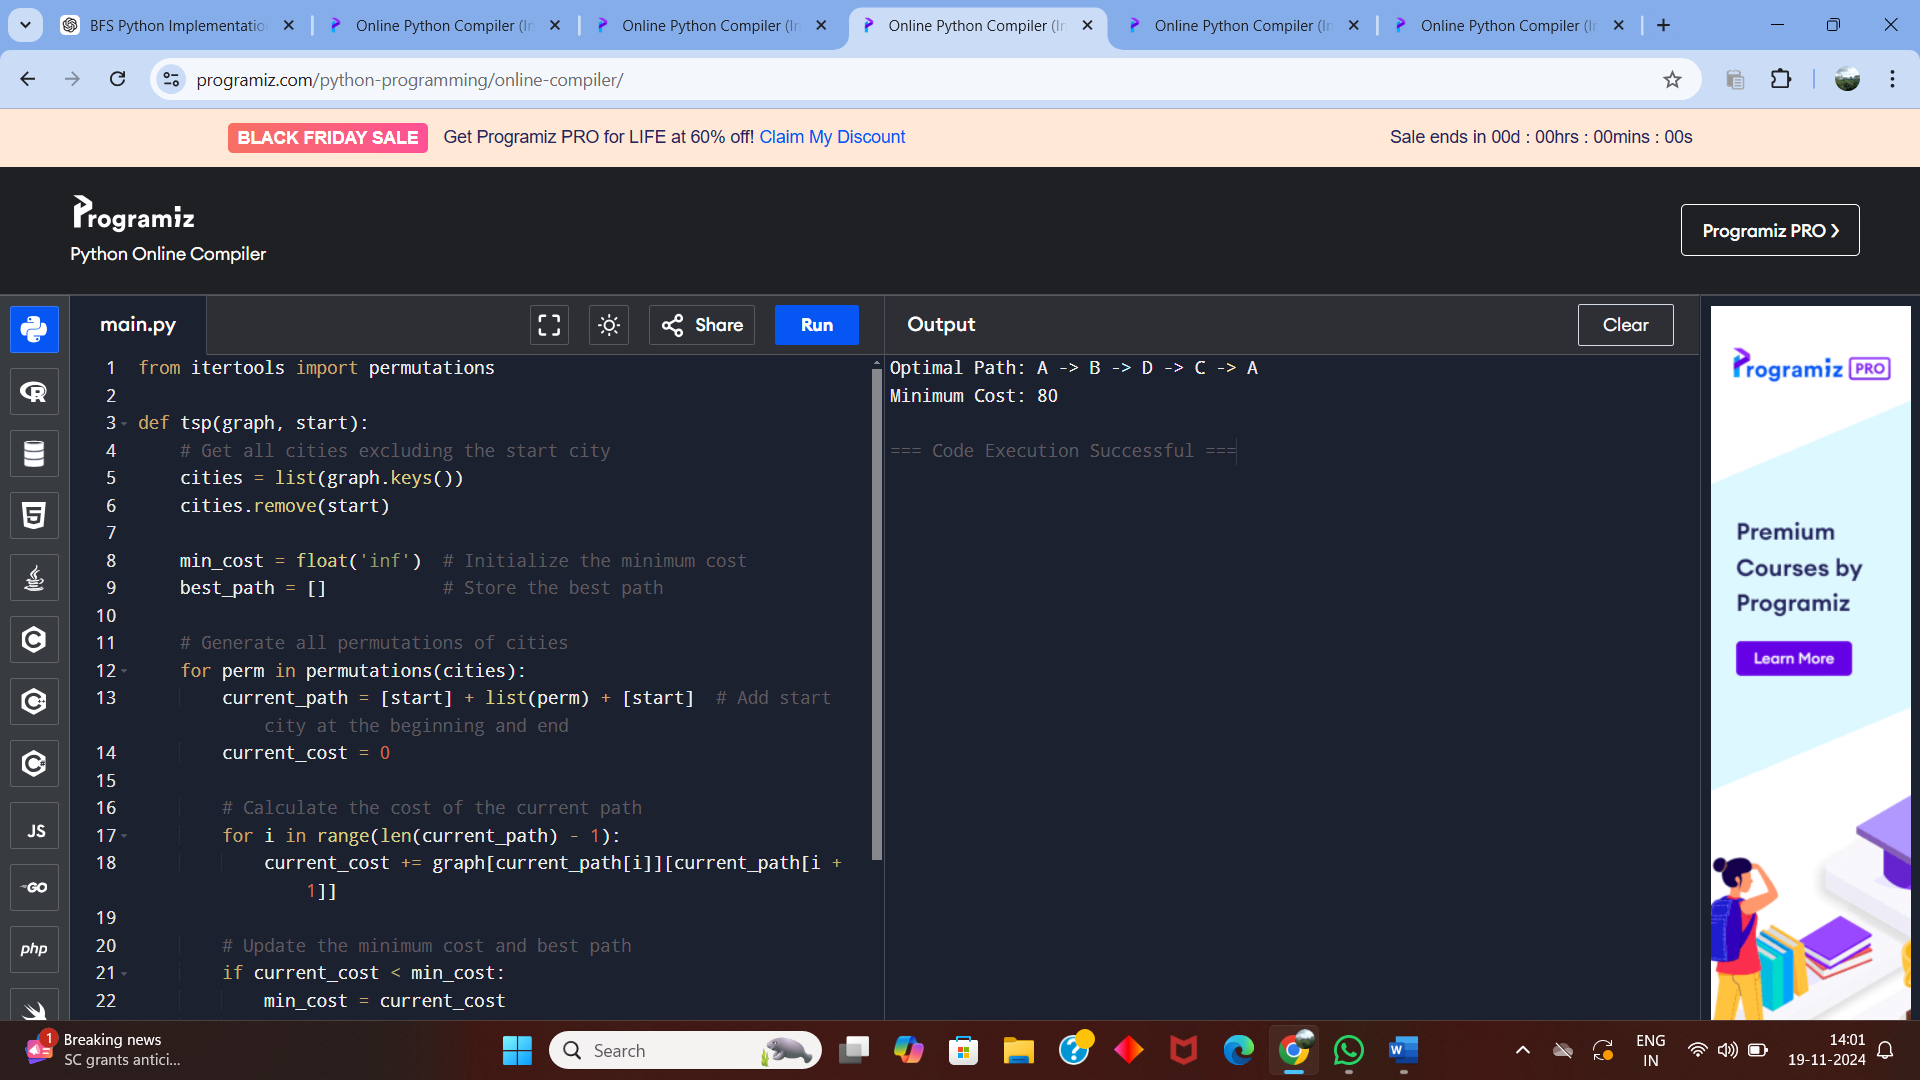 BFS Python Implementatio
Online Python Compiler (In
Online Python Compiler (In
Online Python Compiler (In
Online Python Compiler (In
Online Python Compiler (In
programiz.com/python-programming/online-compiler/
BLACK FRIDAY SALE Get Programiz PRO for LIFE at 60% off! Claim My Discount
Sale ends in 00d : 00hrs : 00mins : 00s
Programiz
Python Online Compiler
Programiz PRO
main.py
Share
Run
Output
Clear
1 from itertools import permutations
2
3 def tsp(graph, start):
4     # Get all cities excluding the start city
5     cities = list(graph.keys())
6     cities.remove(start)
7
8     min_cost = float('inf')  # Initialize the minimum cost
9     best_path = []           # Store the best path
10
11     # Generate all permutations of cities
12     for perm in permutations(cities):
13         current_path = [start] + list(perm) + [start]  # Add start
city at the beginning and end
14         current_cost = 0
15
16         # Calculate the cost of the current path
17         for i in range(len(current_path) - 1):
18             current_cost += graph[current_path[i]][current_path[i +
1]]
19
20         # Update the minimum cost and best path
21         if current_cost < min_cost:
22             min_cost = current_cost
Optimal Path: A -> B -> D -> C -> A
Minimum Cost: 80
=== Code Execution Successful ===
JS
GO
php
Programiz PRO
Premium
Courses by
Programiz
Learn More
1
Breaking news
SC grants antici...
Search
ENG
IN
14:01
19-11-2024